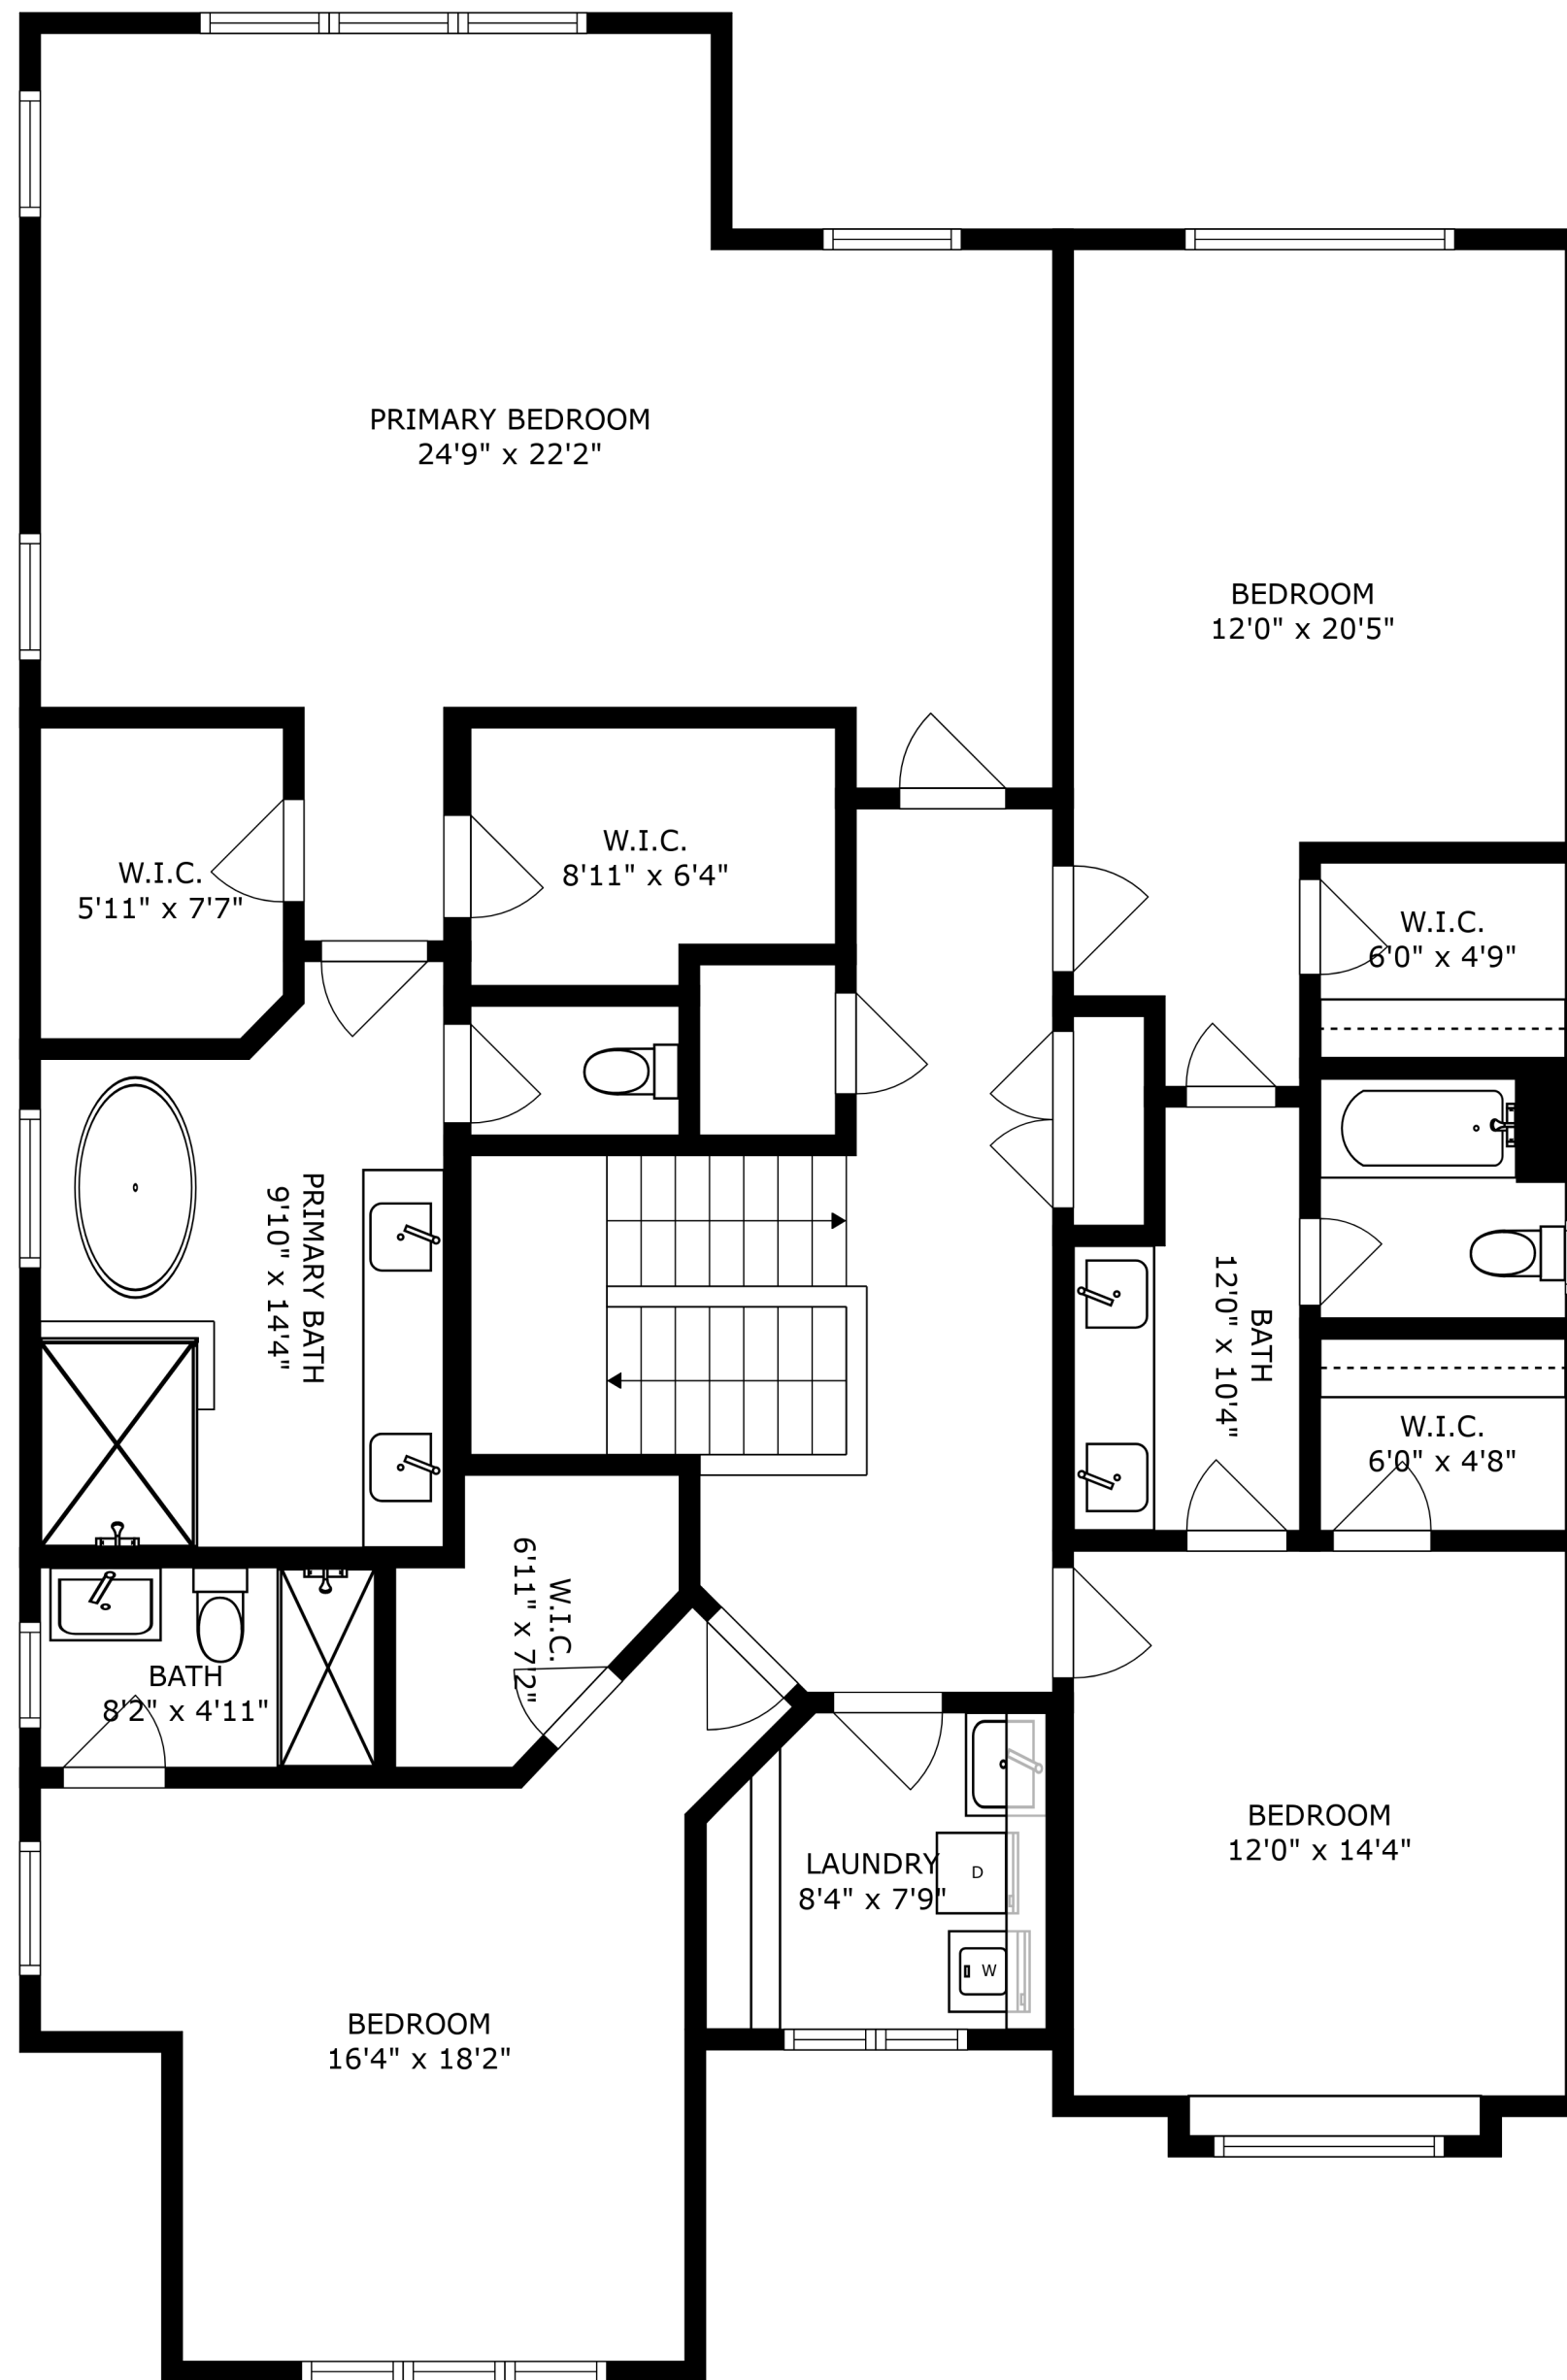 PRIMARY BEDROOM
24'9" x 22'2"
BEDROOM
12'0" x 20'5"
W.I.C.
5'11" x 7'7"
W.I.C.
8'11" x 6'4"
W.I.C.
6'0" x 4'9"
PRIMARY BATH
9'10" x 14'4"
BATH
12'0" x 10'4"
W.I.C.
6'0" x 4'8"
W.I.C.
6'11" x 7'2"
BATH
8'2" x 4'11"
LAUNDRY
8'4" x 7'9"
D
W
BEDROOM
12'0" x 14'4"
BEDROOM
16'4" x 18'2"